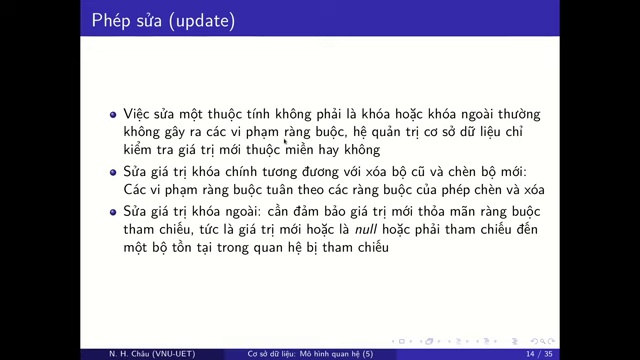 Phép sửa (update)
Việc sửa một thuộc tính không phải là khóa hoặc khóa ngoài thường
không gây ra các vi phạm ràng buộc, hệ quản trị cơ sở dữ liệu chỉ
kiểm tra giá trị mới thuộc miền hay không
Sửa giá trị khóa chính tương đương với xóa bộ cũ và chèn bộ mới:
Các vi phạm ràng buộc tuân theo các ràng buộc của phép chèn và xóa
Sửa giá trị khóa ngoài: cần đảm bảo giá trị mới thỏa mãn ràng buộc
tham chiếu, tức là giá trị mới hoặc là null hoặc phải tham chiếu đến
một bộ tồn tại trong quan hệ bị tham chiếu
N. H. Châu (VNU-UET)
Cơ sở dữ liệu: Mô hình quan hệ (5)
14 / 35